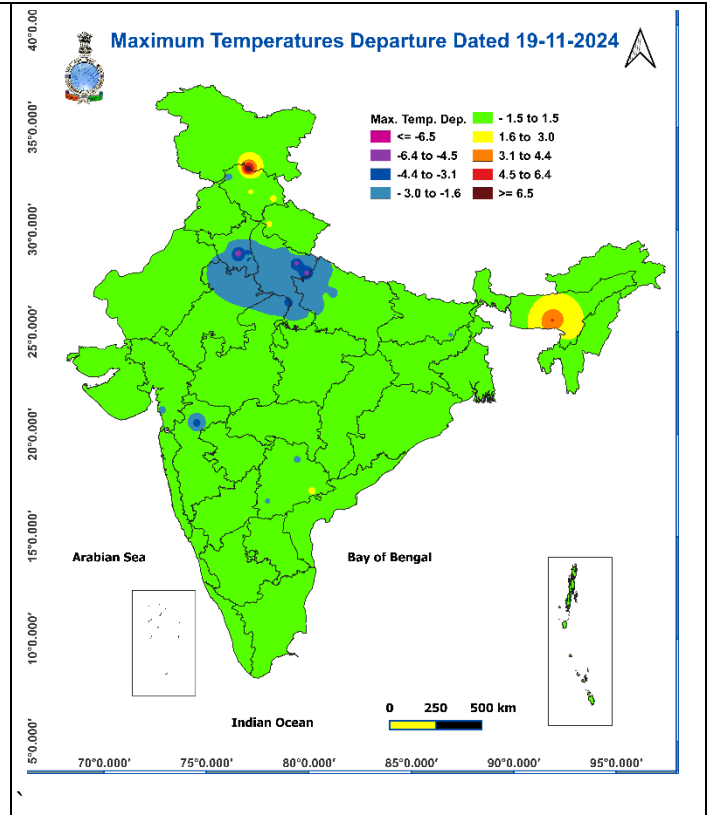 Maximum Temperatures Departure Dated 19-11-2024
Max. Temp. Dep.
<= -6.5
-6.4 to -4.5
-4.4 to -3.1
- 3.0 to -1.6
- 1.5 to 1.5
1.6 to 3.0
3.1 to 4.4
4.5 to 6.4
>= 6.5
40°0.000'
35°0.000'
30°0.000'
25°0.000'
20°0.000'
15°0.000'
10°0.000'
5°0.000'
Arabian Sea
Bay of Bengal
Indian Ocean
0 250 500 km
70°0.000' 75°0.000' 80°0.000' 85°0.000' 90°0.000' 95°0.000'
`